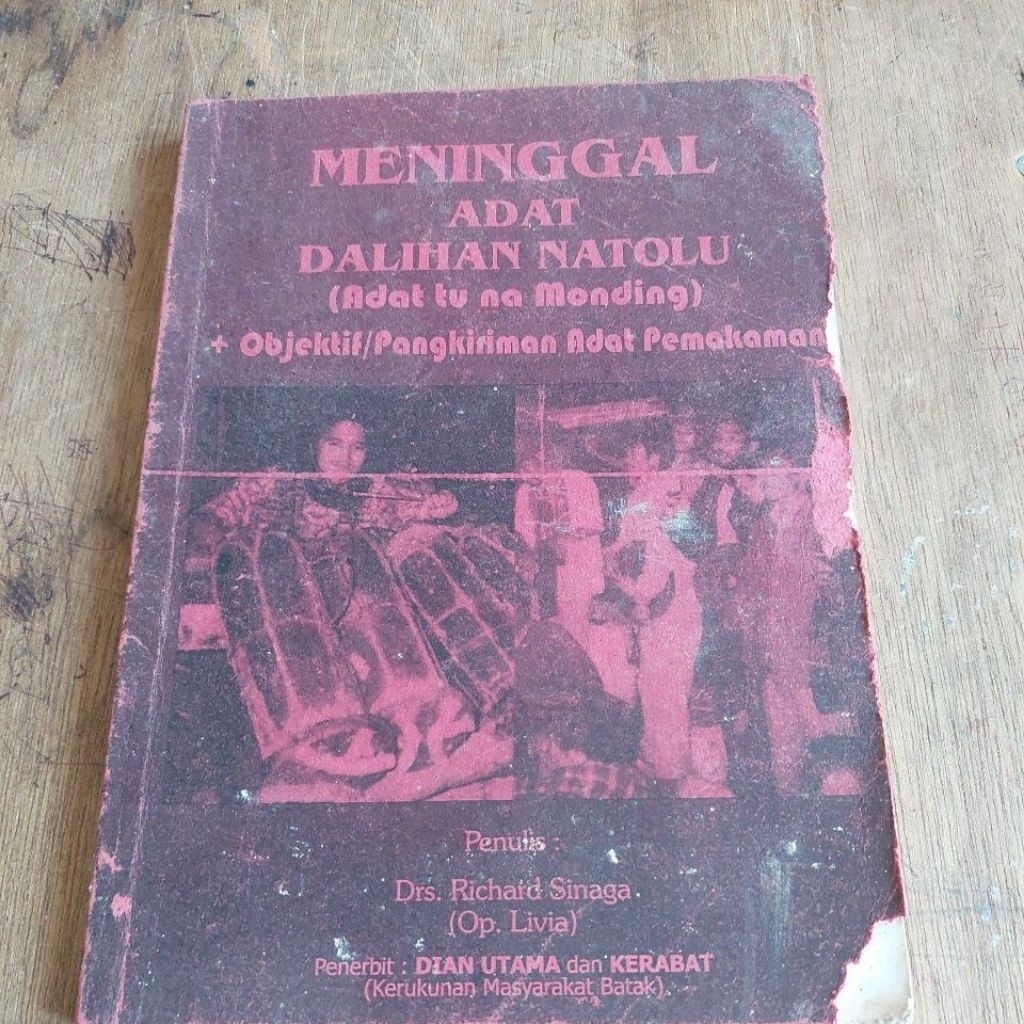 MENINGGAL
ADAT
DALIHAN NATOLU
(Adat tu na Monding)
+ Objektif/Pangkiriman Adat Pemakaman
Penulis :
Drs. Richard Sinaga
(Op. Livia)
Penerbit : DIAN UTAMA dan KERABAT
(Kerukunan Masyarakat Batak)